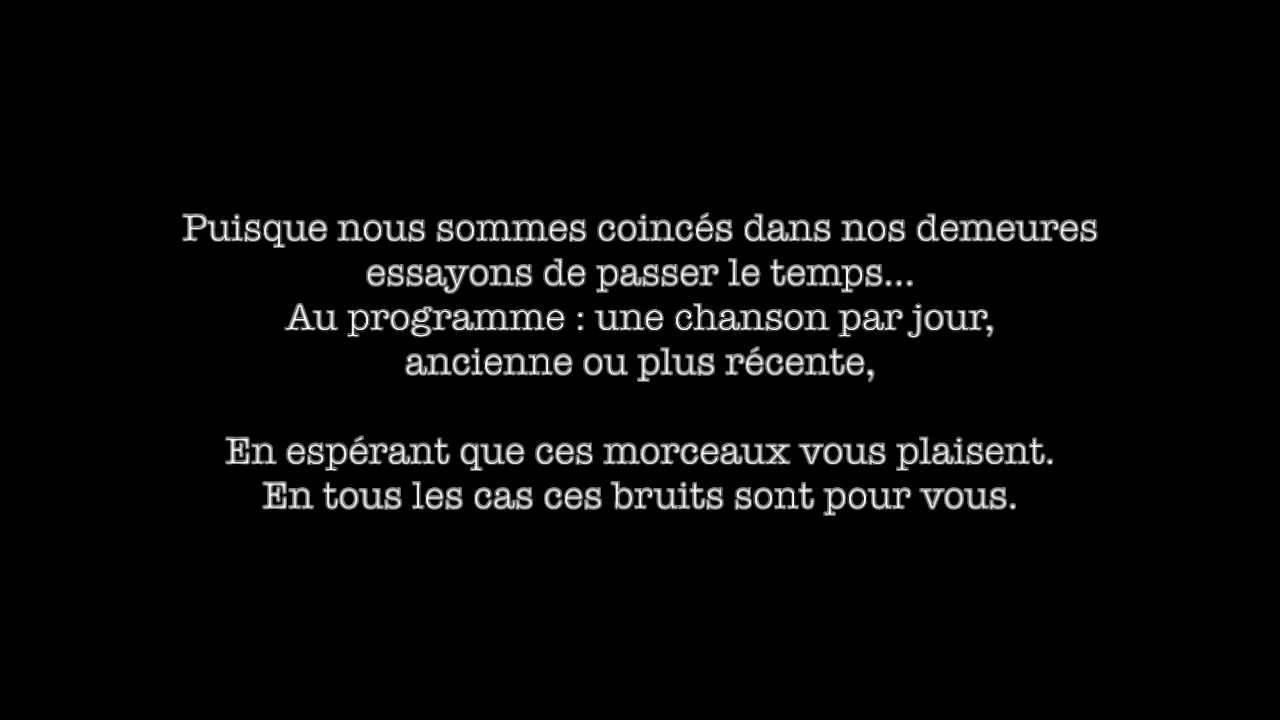 Puisque nous sommes coincés dans nos demeures
essayons de passer le temps...
Au programme : une chanson par jour,
ancienne ou plus récente,
En espérant que ces morceaux vous plaisent.
En tous les cas ces bruits sont pour vous.